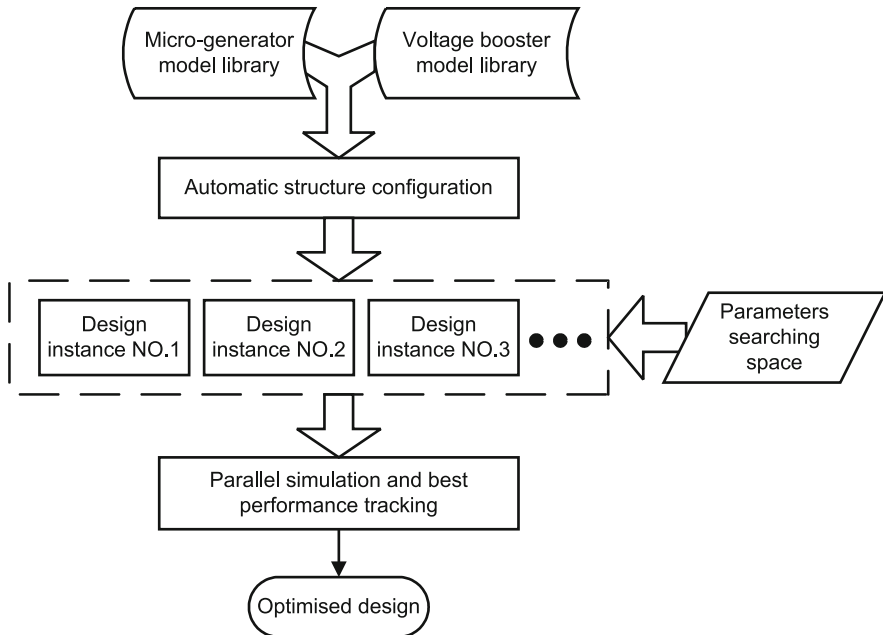 Micro-generator
model library
Voltage booster
model library
Automatic structure configuration
Design
instance NO.1
Design
instance NO.2
Design
instance NO.3
Parameters
searching
space
Parallel simulation and best
performance tracking
Optimised design